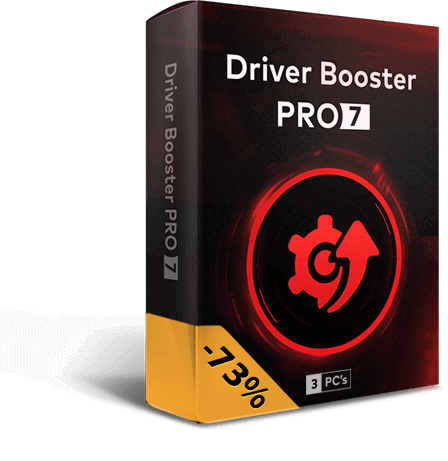 Driver Booster PRO 7
Driver Booster
PRO 7
-73%
3 PC's